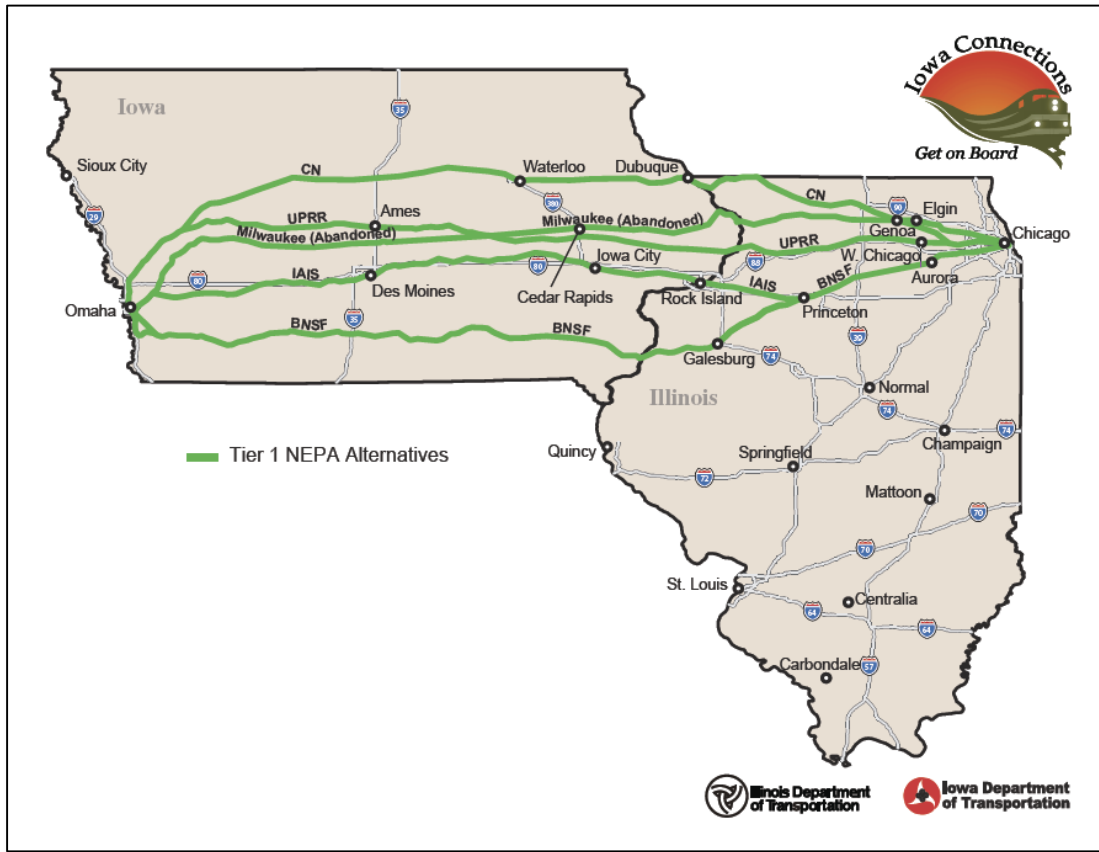 Iowa Connections
Get on Board
Iowa
35
Sioux City
29
CN
Waterloo
Dubuque
380
CN
90
Elgin
UPRR
Ames
Milwaukee (Abandoned)
Milwaukee (Abandoned)
Genoa
Chicago
UPRR
W. Chicago
88
IAIS
80
80
Iowa City
Aurora
BNSF
Des Moines
Cedar Rapids
Rock Island
IAIS
Omaha
Princeton
35
BNSF
BNSF
39
Galesburg
74
Normal
Illinois
74
Champaign
74
Tier 1 NEPA Alternatives
Quincy
Springfield
72
Mattoon
70
70
St. Louis
Centralia
64
64
Carbondale
57
Illinois Department
of Transportation
Iowa Department
of Transportation